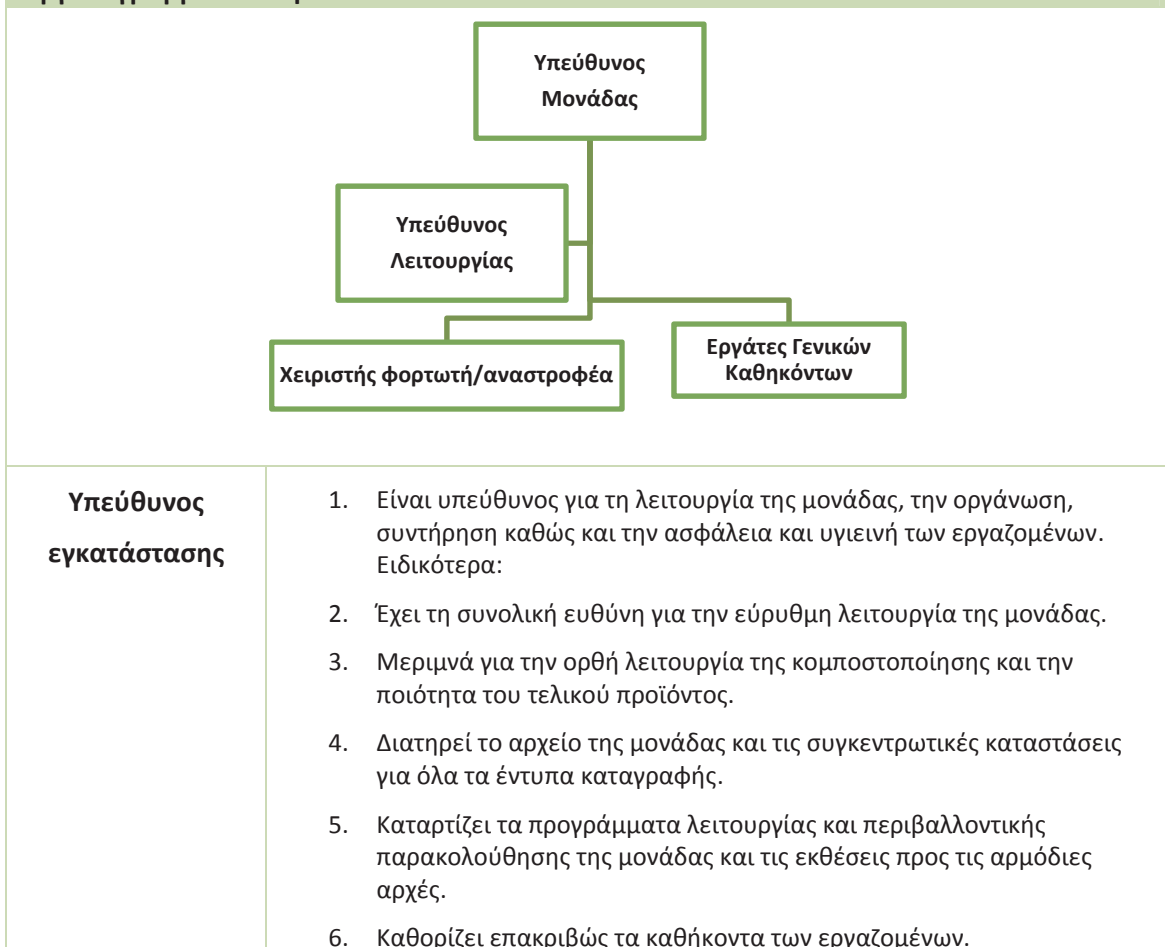 Υπεύθυνος
Μονάδας
Υπεύθυνος
Λειτουργίας
Χειριστής φορτωτή/αναστροφέα
Εργάτες Γενικών
Καθηκόντων
Υπεύθυνος
εγκατάστασης
1. Είναι υπεύθυνος για τη λειτουργία της μονάδας, την οργάνωση,
συντήρηση καθώς και την ασφάλεια και υγιεινή των εργαζομένων.
Ειδικότερα:
2. Έχει τη συνολική ευθύνη για την εύρυθμη λειτουργία της μονάδας.
3. Μεριμνά για την ορθή λειτουργία της κομποστοποίησης και την
ποιότητα του τελικού προϊόντος.
4. Διατηρεί το αρχείο της μονάδας και τις συγκεντρωτικές καταστάσεις
για όλα τα έντυπα καταγραφής.
5. Καταρτίζει τα προγράμματα λειτουργίας και περιβαλλοντικής
παρακολούθησης της μονάδας και τις εκθέσεις προς τις αρμόδιες
αρχές.
6. Καθορίζει επακριβώς τα καθήκοντα των εργαζομένων.